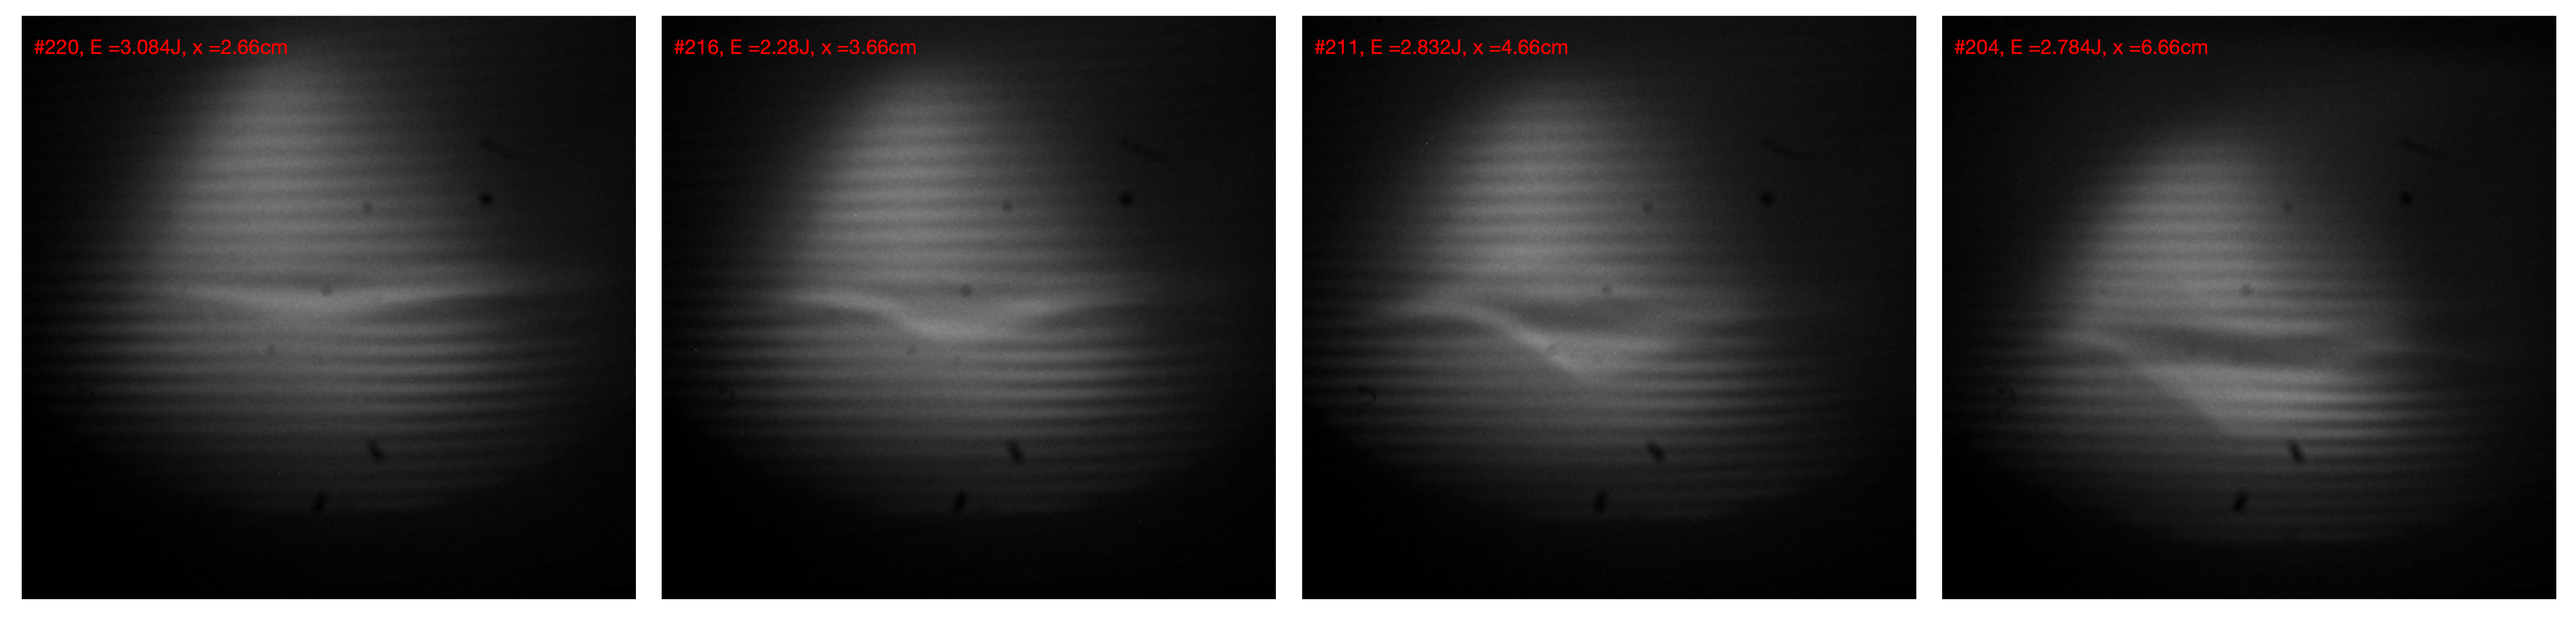 #220, E =3.084J, x =2.66cm
#216, E =2.28J, x =3.66cm
#211, E =2.832J, x =4.66cm
#204, E =2.784J, x =6.66cm